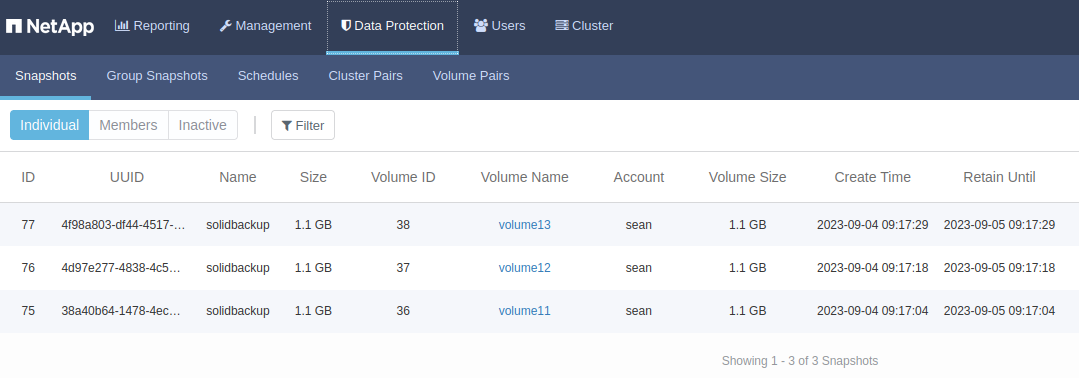 NetApp Reporting Management Data Protection Users Cluster
Snapshots Group Snapshots Schedules Cluster Pairs Volume Pairs
Individual Members Inactive Filter
ID UUID Name Size Volume ID Volume Name Account Volume Size Create Time Retain Until
77 4f98a803-df44-4517-… solidbackup 1.1 GB 38 volume13 sean 1.1 GB 2023-09-04 09:17:29 2023-09-05 09:17:29
76 4d97e277-4838-4c5… solidbackup 1.1 GB 37 volume12 sean 1.1 GB 2023-09-04 09:17:18 2023-09-05 09:17:18
75 38a40b64-1478-4ec… solidbackup 1.1 GB 36 volume11 sean 1.1 GB 2023-09-04 09:17:04 2023-09-05 09:17:04
Showing 1 - 3 of 3 Snapshots